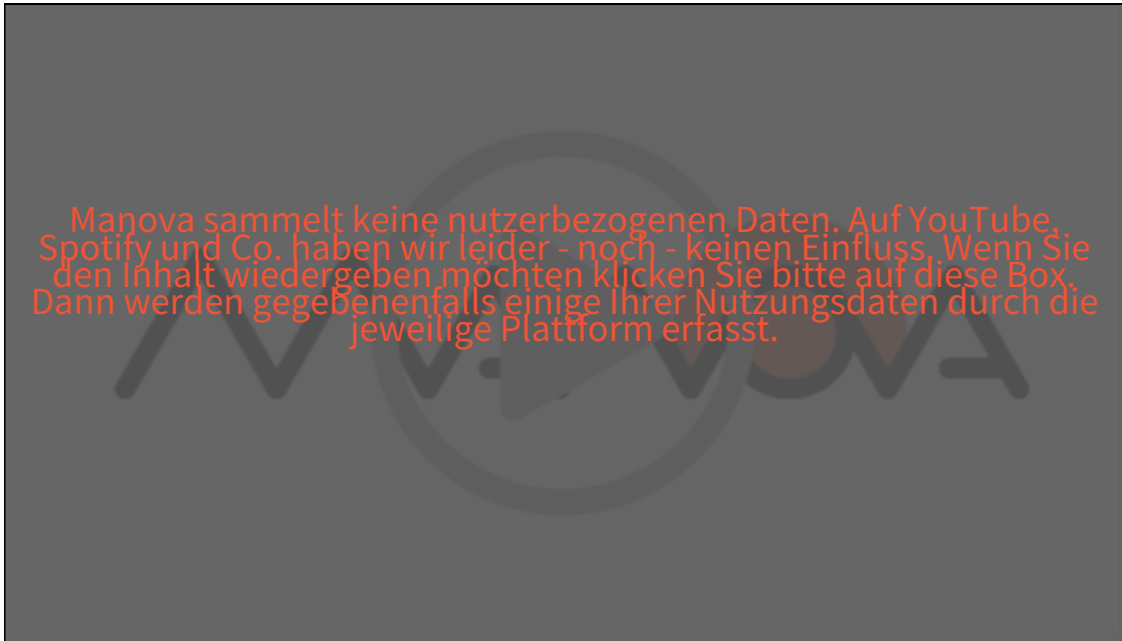 Manova sammelt keine nutzerbezogenen Daten. Auf YouTube,
Spotify und Co. haben wir leider - noch - keinen Einfluss. Wenn Sie
den Inhalt wiedergeben möchten klicken Sie bitte auf diese Box.
Dann werden gegebenenfalls einige Ihrer Nutzungsdaten durch die
jeweilige Plattform erfasst.
MANOVA